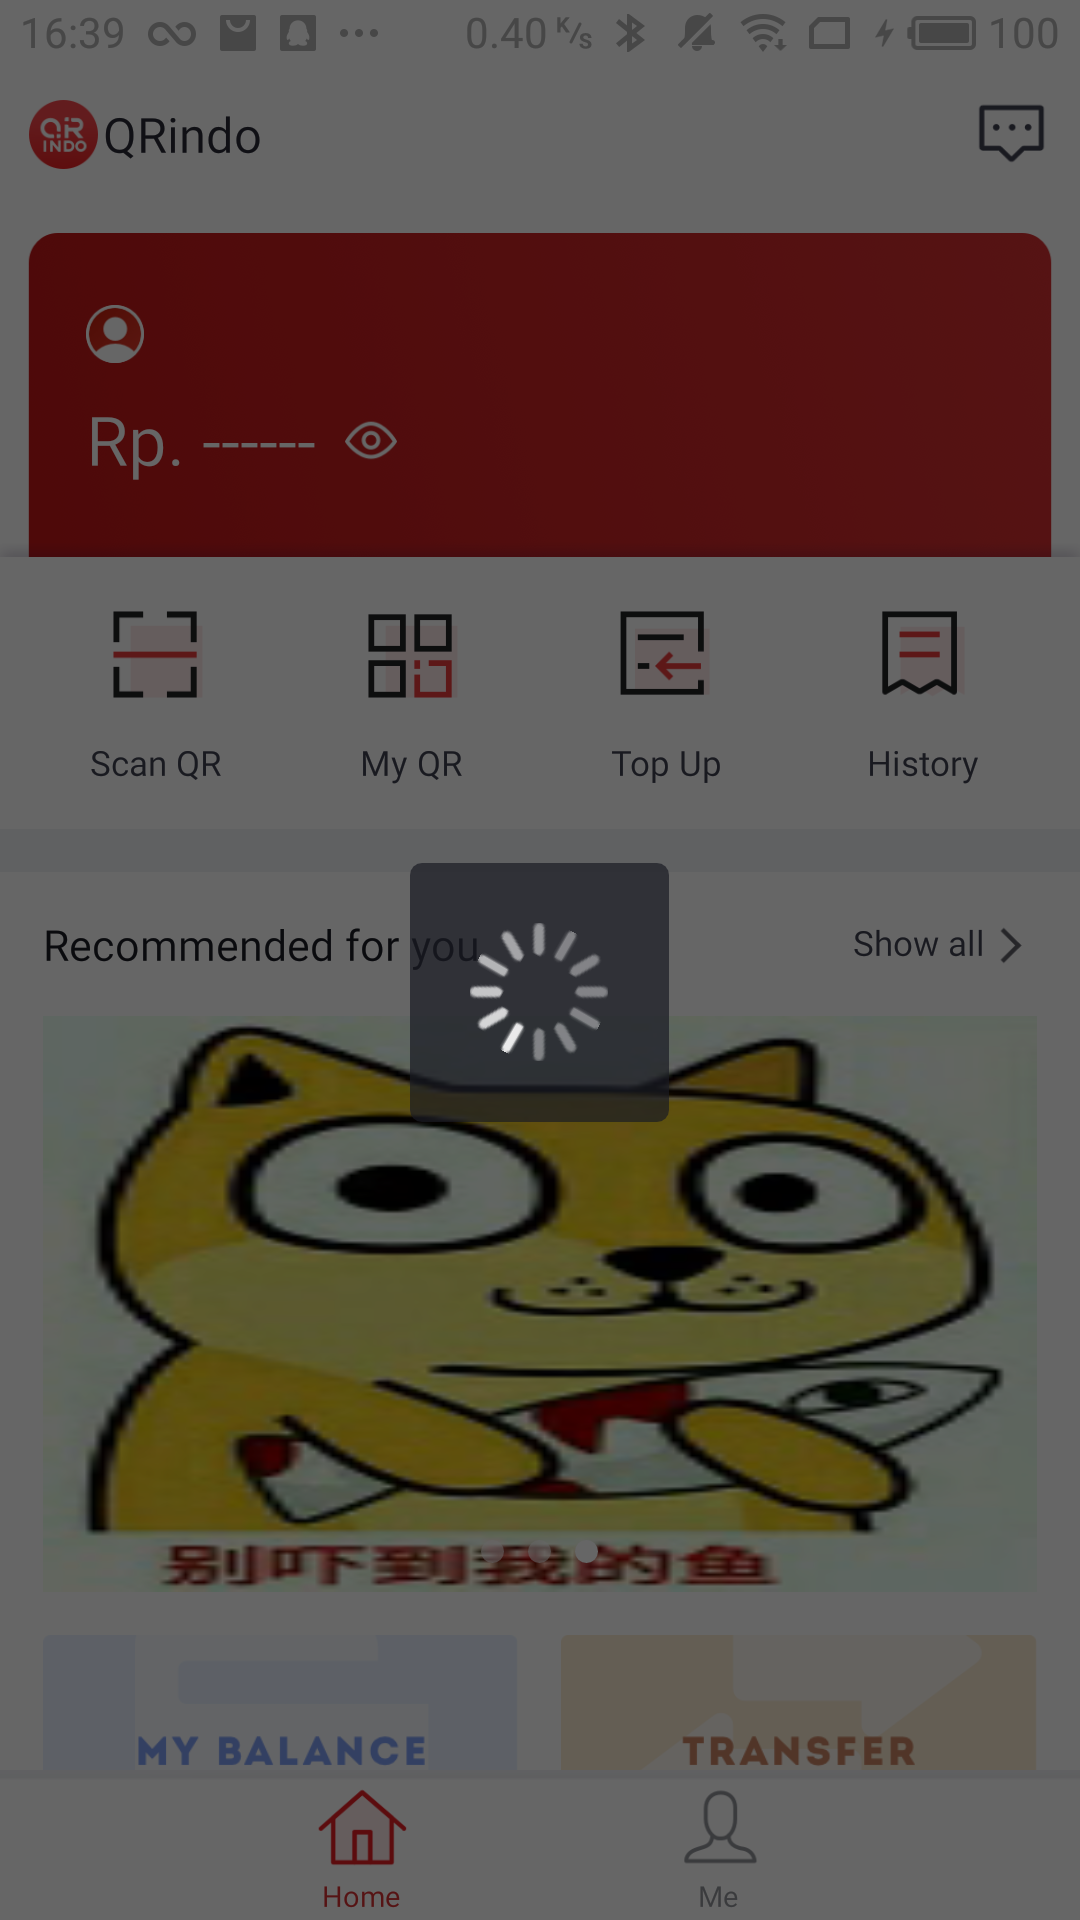 16:39 ... 0.40 K/s 100
QR INDO QRindo
Rp. ------
Scan QR My QR Top Up History
Recommended for you Show all
别吓到我的鱼
MY BALANCE TRANSFER
Home Me